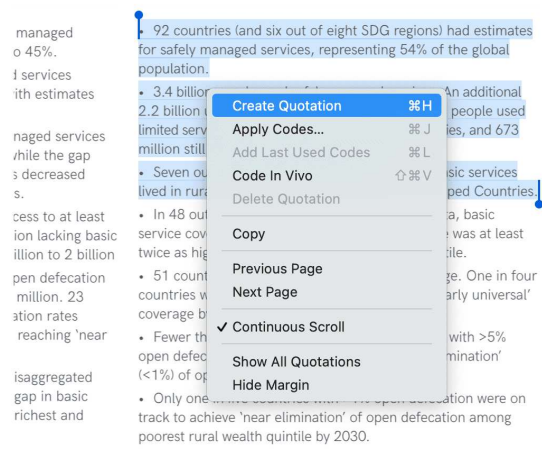 managed
o 45%.
d services
ith estimates
naged services
while the gap
s decreased
s.
cess to at least
ion lacking basic
illion to 2 billion
pen defecation
million. 23
ation rates
reaching 'near
isaggregated
gap in basic
richest and
• 92 countries (and six out of eight SDG regions) had estimates
for safely managed services, representing 54% of the global
population.
• 3.4 billion An additional
2.2 billion people used
limited serv ies, and 673
million still
• Seven ou sic services
lived in rura ped Countries.
• In 48 out a, basic
service cov e was at least
twice as hig tile.
• 51 count ge. One in four
countries w arly universal'
coverage b
• Fewer th with >5%
open defec mination'
(<1%) of op
• Only one open defecation were on
track to achieve 'near elimination' of open defecation among
poorest rural wealth quintile by 2030.
Create Quotation ⌘H
Apply Codes... ⌘J
Add Last Used Codes ⌘L
Code In Vivo ⇧⌘V
Delete Quotation
Copy
Previous Page
Next Page
✓ Continuous Scroll
Show All Quotations
Hide Margin